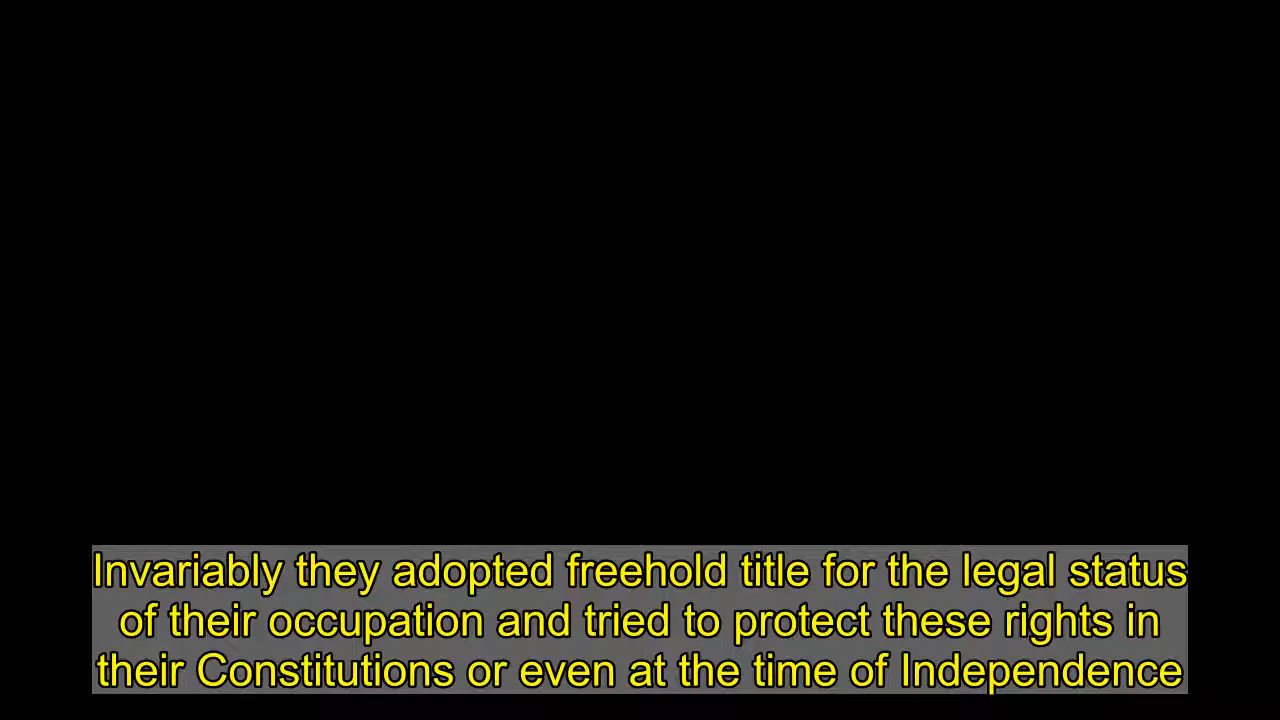 Invariably they adopted freehold title for the legal status
of their occupation and tried to protect these rights in
their Constitutions or even at the time of Independence